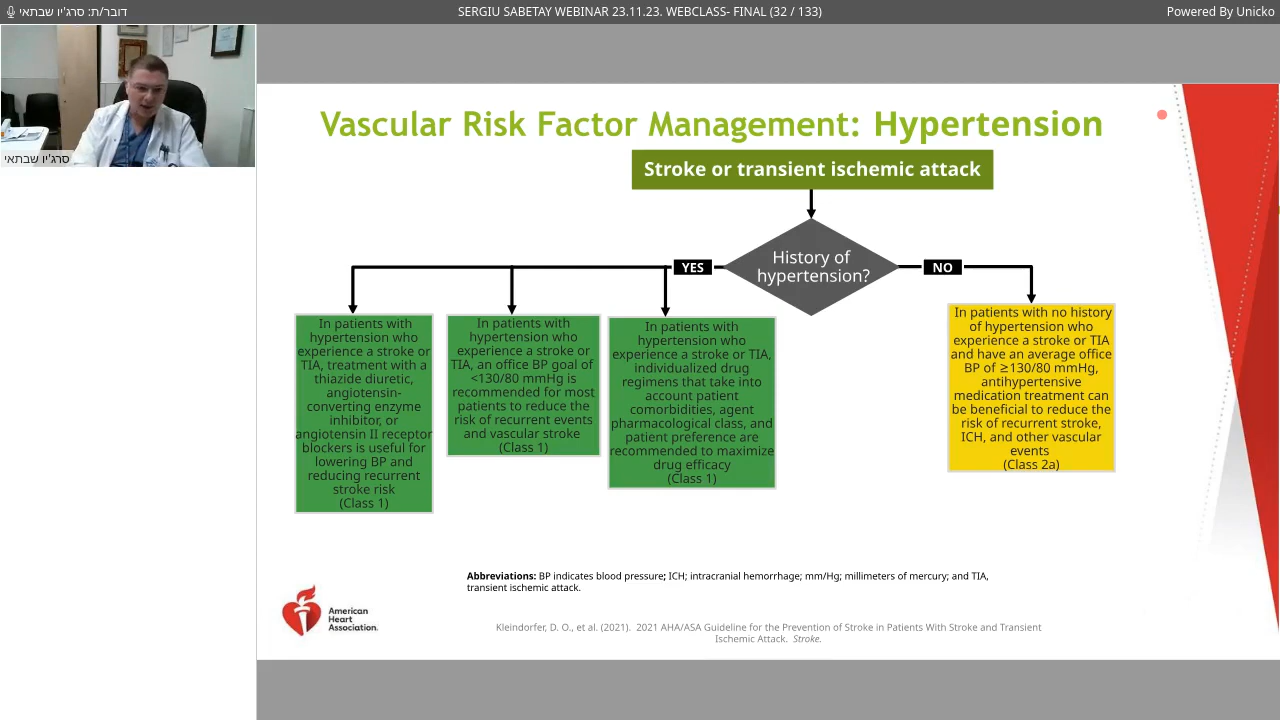 דובר/ת: סרג'יו שבתאי
SERGIU SABETAY WEBINAR 23.11.23. WEBCLASS- FINAL (32 / 133)
Powered By Unicko
סרג'יו שבתאי
Vascular Risk Factor Management: Hypertension
Stroke or transient ischemic attack
History of
hypertension?
YES
NO
In patients with
hypertension who
experience a stroke or
TIA, treatment with a
thiazide diuretic,
angiotensin-
converting enzyme
inhibitor, or
angiotensin II receptor
blockers is useful for
lowering BP and
reducing recurrent
stroke risk
(Class 1)
In patients with
hypertension who
experience a stroke or
TIA, an office BP goal of
<130/80 mmHg is
recommended for most
patients to reduce the
risk of recurrent events
and vascular stroke
(Class 1)
In patients with
hypertension who
experience a stroke or TIA,
individualized drug
regimens that take into
account patient
comorbidities, agent
pharmacological class, and
patient preference are
recommended to maximize
drug efficacy
(Class 1)
In patients with no history
of hypertension who
experience a stroke or TIA
and have an average office
BP of ≥130/80 mmHg,
antihypertensive
medication treatment can
be beneficial to reduce the
risk of recurrent stroke,
ICH, and other vascular
events
(Class 2a)
Abbreviations: BP indicates blood pressure; ICH; intracranial hemorrhage; mm/Hg; millimeters of mercury; and TIA,
transient ischemic attack.
American
Heart
Association.
Kleindorfer, D. O., et al. (2021). 2021 AHA/ASA Guideline for the Prevention of Stroke in Patients With Stroke and Transient
Ischemic Attack. Stroke.